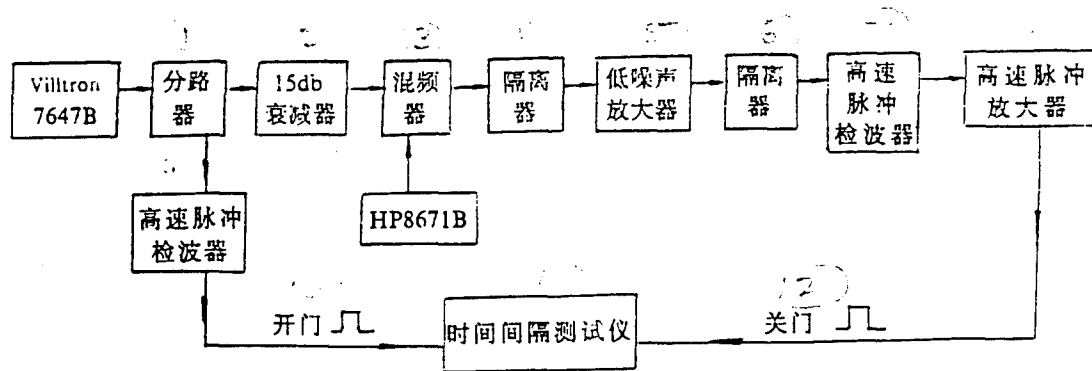 Villtron
7647B
分路
器
15db
衰减器
混频
器
隔离
器
低噪声
放大器
隔离
器
高速
脉冲
检波器
高速脉冲
放大器
高速脉冲
检波器
HP8671B
开门
时间间隔测试仪
关门
12